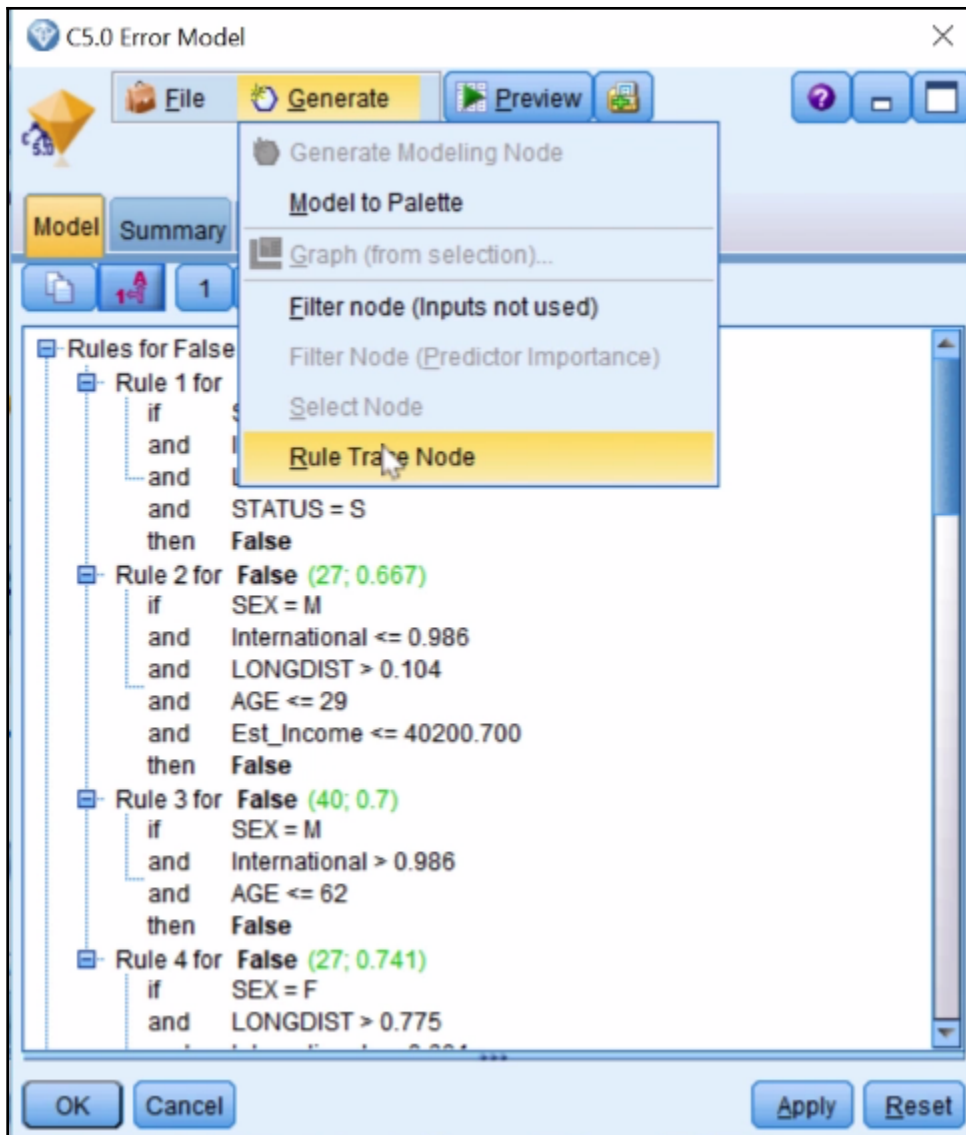 C5.0 Error Model
File Generate Preview
C 5.0
Generate Modeling Node
Model to Palette
Model Summary
Graph (from selection)...
1
Filter node (Inputs not used)
Rules for False
Filter Node (Predictor Importance)
Rule 1 for
Select Node
if
and
Rule Trace Node
and
and STATUS = S
then False
Rule 2 for False (27; 0.667)
if SEX = M
and International <= 0.986
and LONGDIST > 0.104
and AGE <= 29
and Est_Income <= 40200.700
then False
Rule 3 for False (40; 0.7)
if SEX = M
and International > 0.986
and AGE <= 62
then False
Rule 4 for False (27; 0.741)
if SEX = F
and LONGDIST > 0.775
OK Cancel Apply Reset